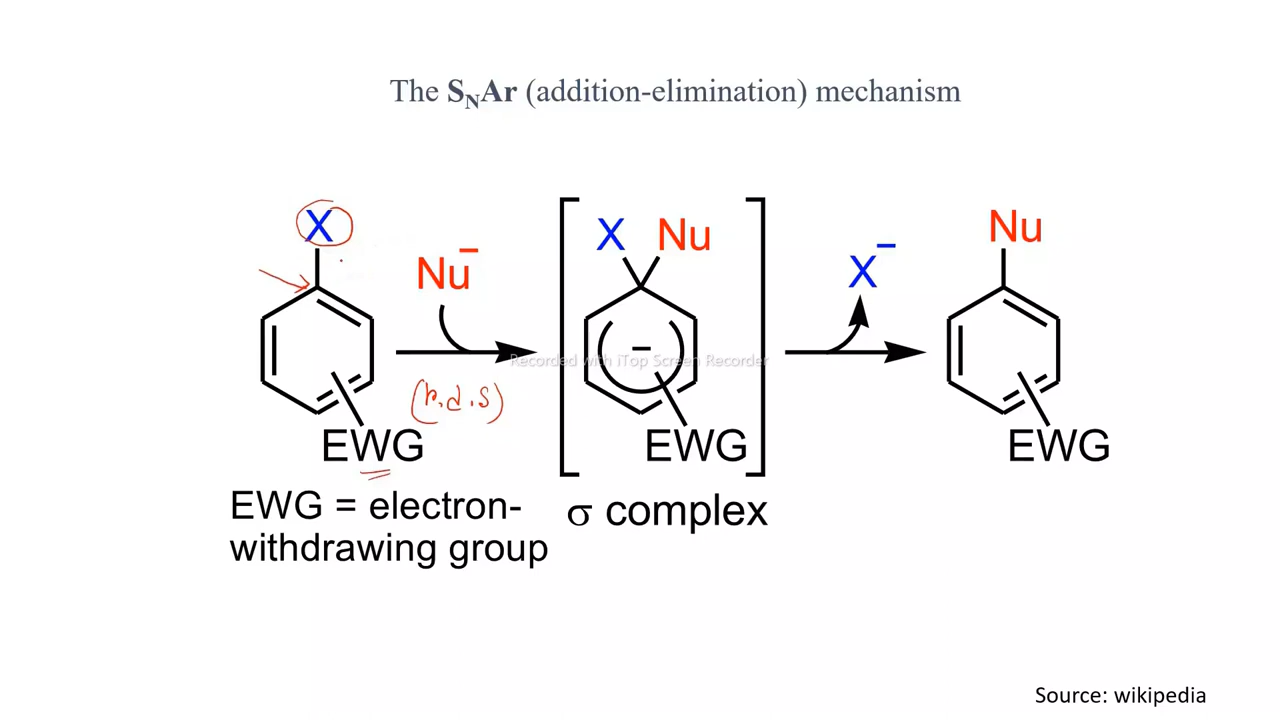 The SNAr (addition-elimination) mechanism
X
Nu−
(r.d.s)
EWG
EWG = electron-
withdrawing group
X Nu
−
EWG
σ complex
X−
Nu
EWG
Recorded with iTop Screen Recorder
Source: wikipedia